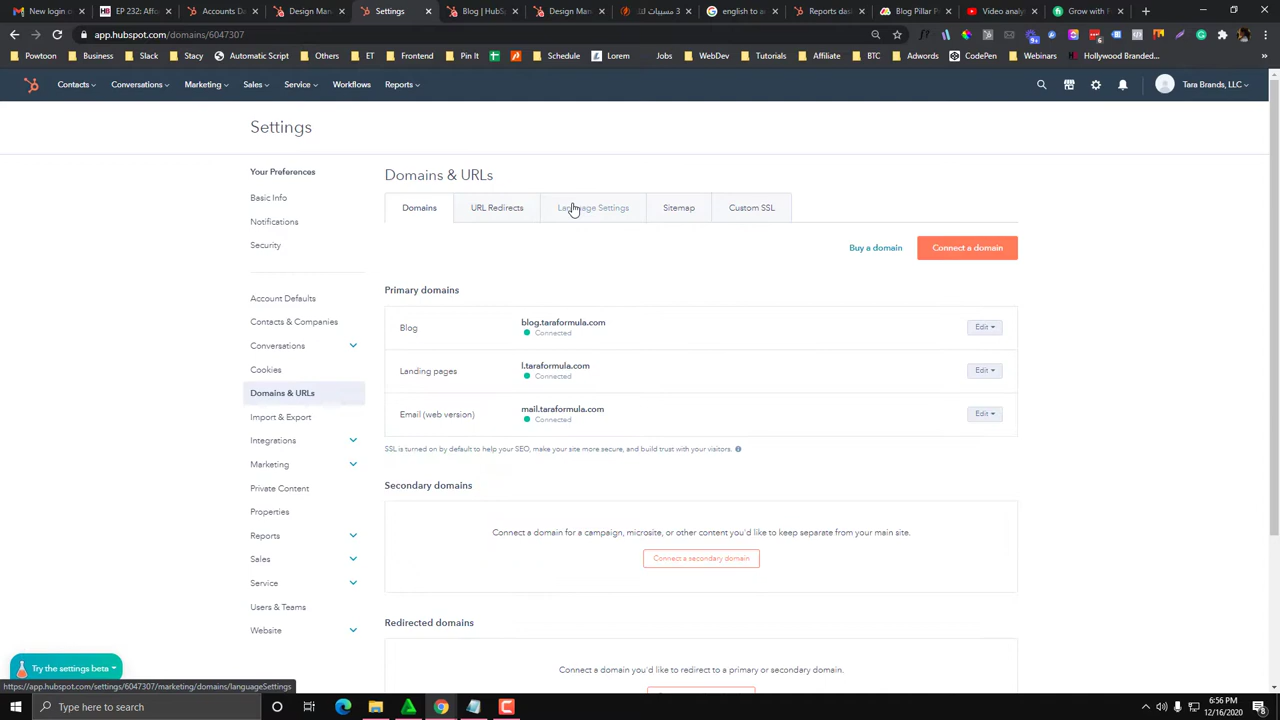 New Mark
EP 232: Aff
Accounts Da
Design Man
Settings
Blog | HubSp
Design Man
3
english to a
Reports das
Blog Pillar P
Video analy
Grow with F
app.hubspot.com/domains/6047307
Powtoon
Business
Slack
Stacy
Automatic Script
Frontend
Pin It
Schedule
Lorem
Jobs
WebDev
Tutorials
Affiliate
BTC
Adwords
CodePen
Webinars
Hollywood Branded...
Contacts
Conversations
Marketing
Sales
Service
Workflows
Reports
Tara Brands, LLC
Settings
Your Preferences
Basic Info
Notifications
Security
Account Defaults
Contacts & Companies
Conversations
Cookies
Domains & URLs
Import & Export
Integrations
Marketing
Private Content
Properties
Reports
Sales
Service
Users & Teams
Website
Try the settings beta
Domains & URLs
Domains
URL Redirects
Language Settings
Sitemap
Custom SSL
Buy a domain
Connect a domain
Primary domains
Blog
blog.taraformula.com
Connected
Edit
Landing pages
l.taraformula.com
Connected
Edit
Email (web version)
mail.taraformula.com
Connected
Edit
SSL is turned on by default to help your SEO, make your site more secure, and build trust with your visitors.
Secondary domains
Connect a domain for a campaign, microsite, or other content you'd like to keep separate from your main site.
Connect a secondary domain
Redirected domains
Connect a domain you'd like to redirect to a primary or secondary domain.
https://app.hubspot.com/settings/6047307/marketing/domains/languageSettings
Type here to search
6:56 PM
12/16/2020